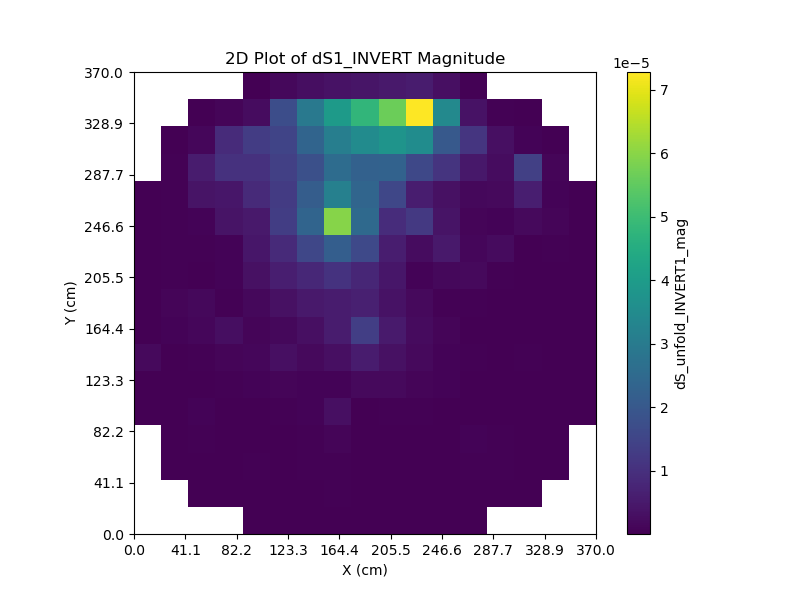 2D Plot of dS1_INVERT Magnitude
1e−5
370.0
328.9
287.7
246.6
205.5
164.4
123.3
82.2
41.1
0.0
Y (cm)
0.0 41.1 82.2 123.3 164.4 205.5 246.6 287.7 328.9 370.0
X (cm)
7
6
5
4
3
2
1
dS_unfold_INVERT1_mag